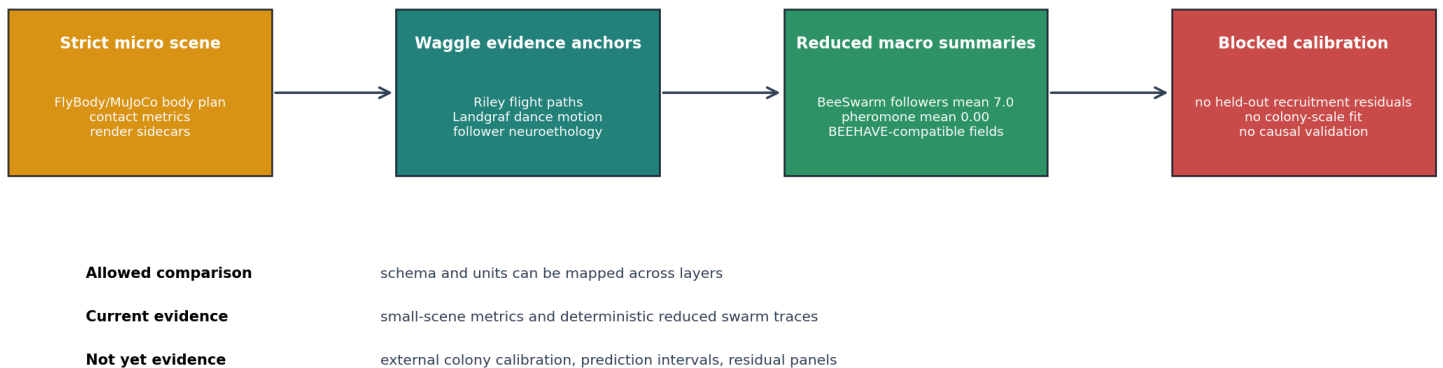 Strict micro scene
FlyBody/MuJoCo body plan
contact metrics
render sidecars
Waggle evidence anchors
Riley flight paths
Landgraf dance motion
follower neuroethology
Reduced macro summaries
BeeSwarm followers mean 7.0
pheromone mean 0.00
BEEHAVE-compatible fields
Blocked calibration
no held-out recruitment residuals
no colony-scale fit
no causal validation
Allowed comparison schema and units can be mapped across layers
Current evidence small-scene metrics and deterministic reduced swarm traces
Not yet evidence external colony calibration, prediction intervals, residual panels